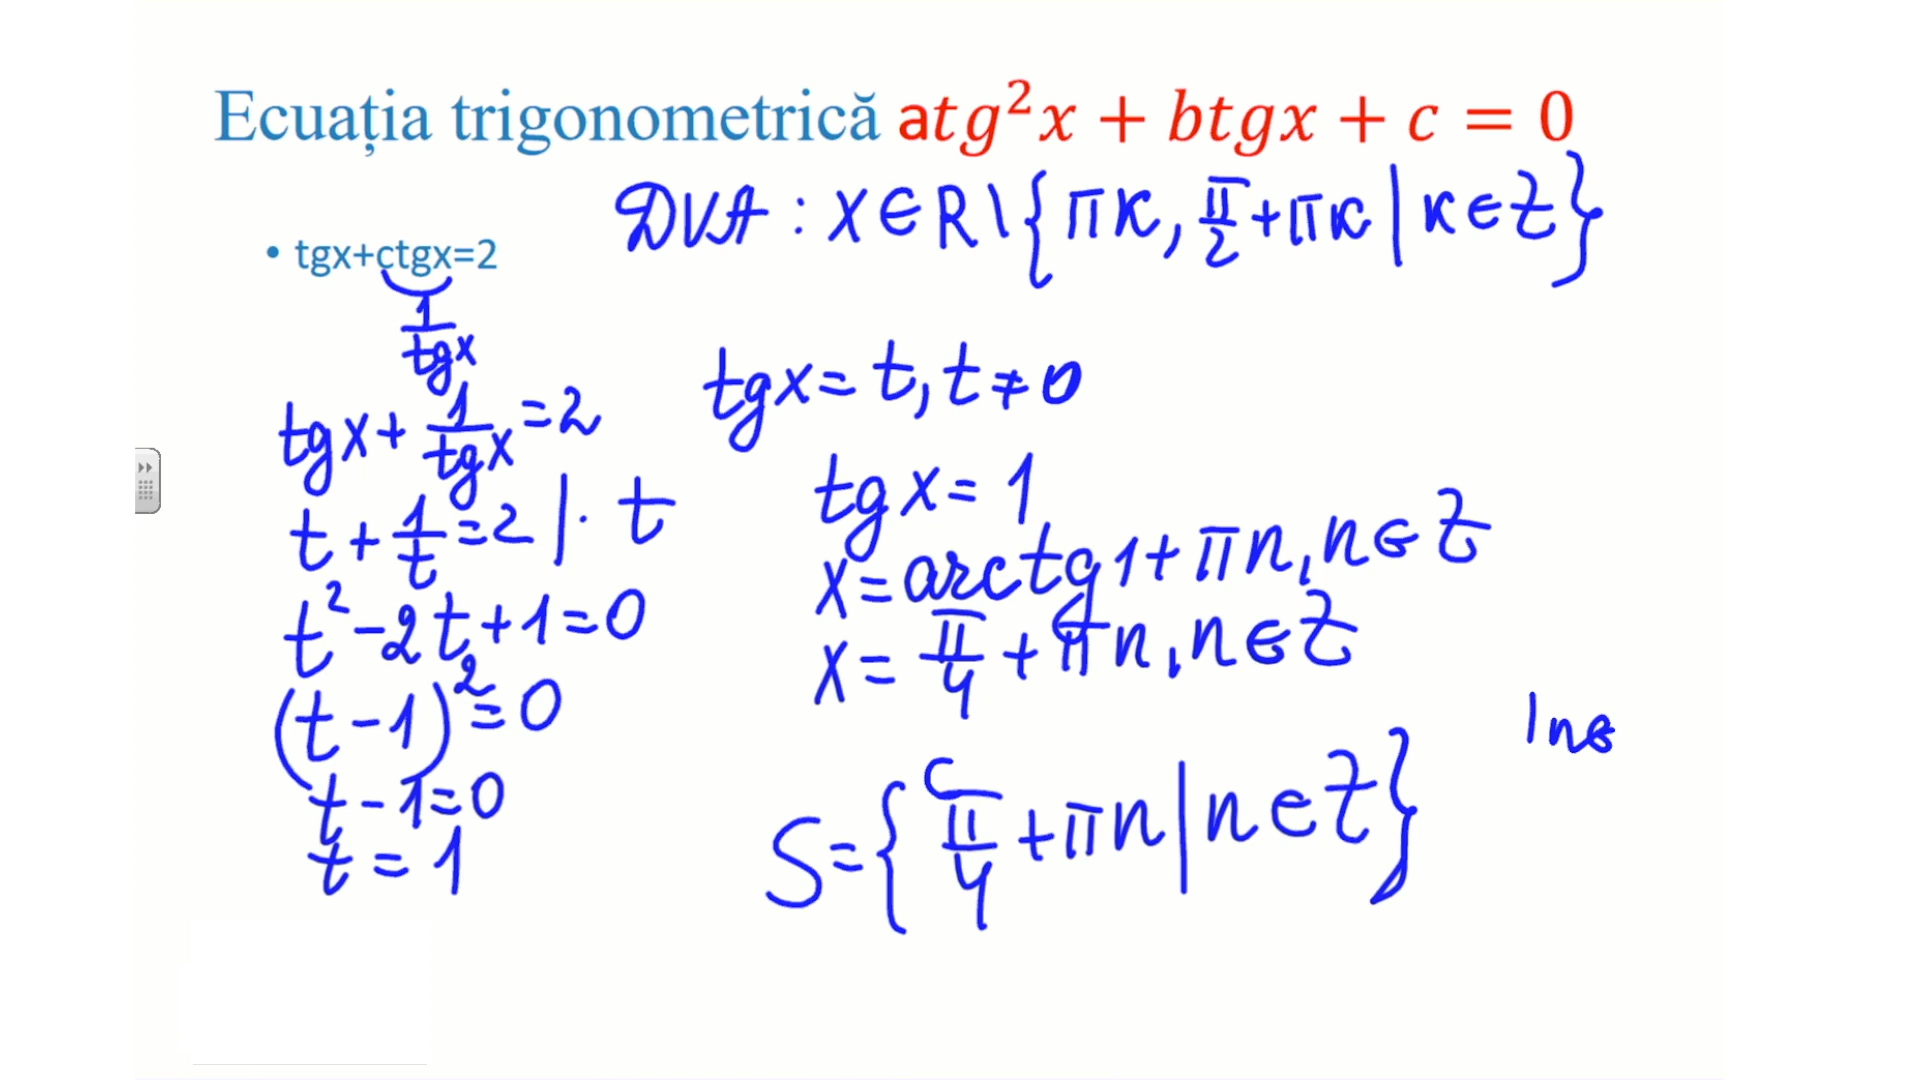 Ecuația trigonometrică atg²x + btgx + c = 0
DVA : x∈R\{πk, π/2+πk | k∈Z}
• tgx+ctgx=2
1/tgx
tgx+1/tgx=2
t+1/t=2 |· t
t²-2t+1=0
(t-1)²=0
t-1=0
t=1
tgx=t, t≠0
tgx=1
x=arctg1+πn, n∈Z
x=π/4+πn, n∈Z
S={π/4+πn | n∈Z}
| n∈